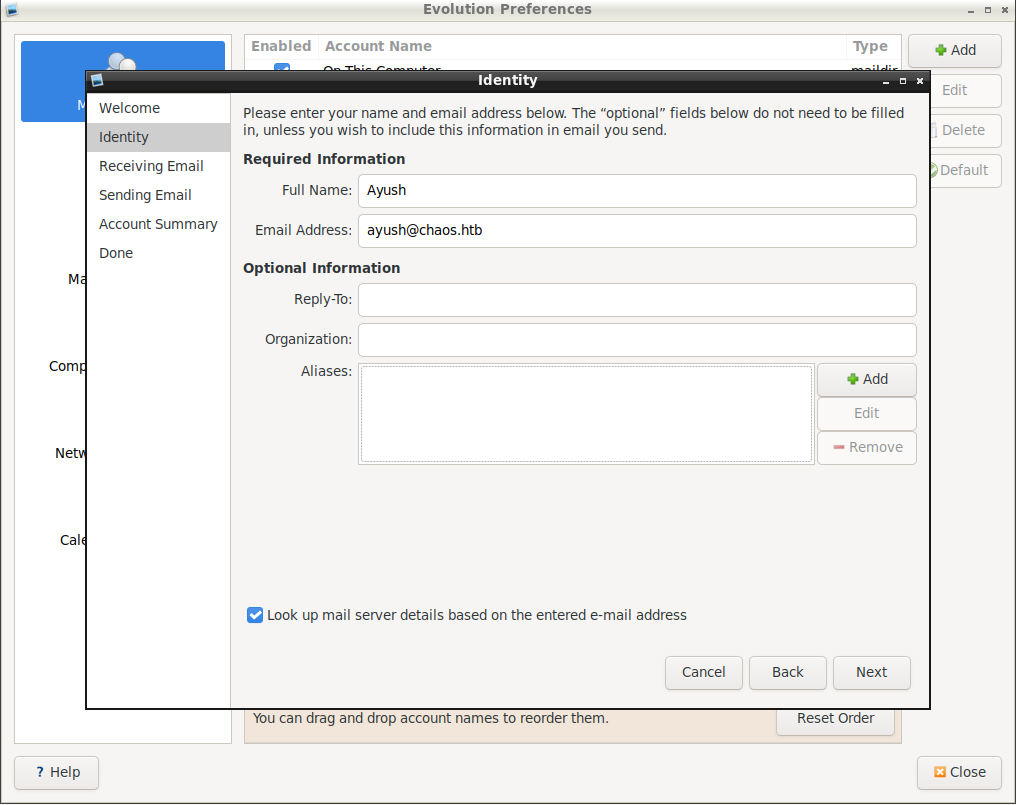 Evolution Preferences
Enabled Account Name Type
On This Computer maildir
Add
Edit
Delete
Default
Identity
Welcome
Identity
Receiving Email
Sending Email
Account Summary
Done
Please enter your name and email address below. The “optional” fields below do not need to be filled
in, unless you wish to include this information in email you send.
Required Information
Full Name: Ayush
Email Address: ayush@chaos.htb
Optional Information
Reply-To:
Organization:
Aliases:
Add
Edit
Remove
Look up mail server details based on the entered e-mail address
Cancel Back Next
M
Ma
Comp
Netw
Cale
You can drag and drop account names to reorder them.
Reset Order
? Help
Close